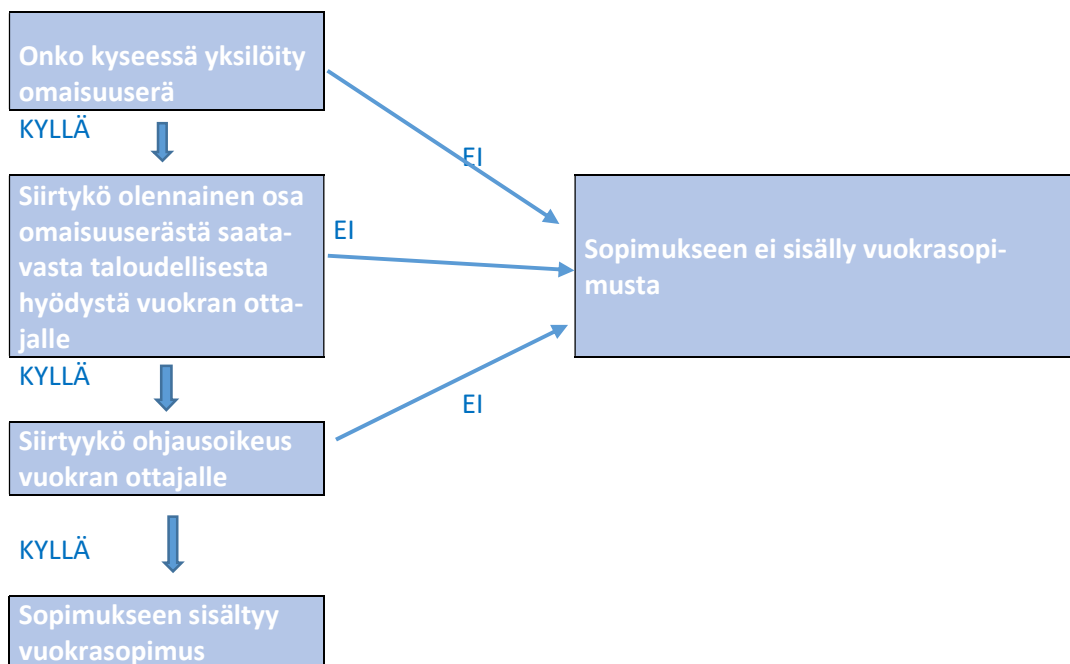 Onko kyseessä yksilöity
omaisuuserä
KYLLÄ
EI
Siirtykö olennainen osa
omaisuuserästä saata-
vasta taloudellisesta
hyödystä vuokran otta-
jalle
EI
Sopimukseen ei sisälly vuokrasopi-
musta
KYLLÄ
EI
Siirtyykö ohjausoikeus
vuokran ottajalle
KYLLÄ
Sopimukseen sisältyy
vuokrasopimus